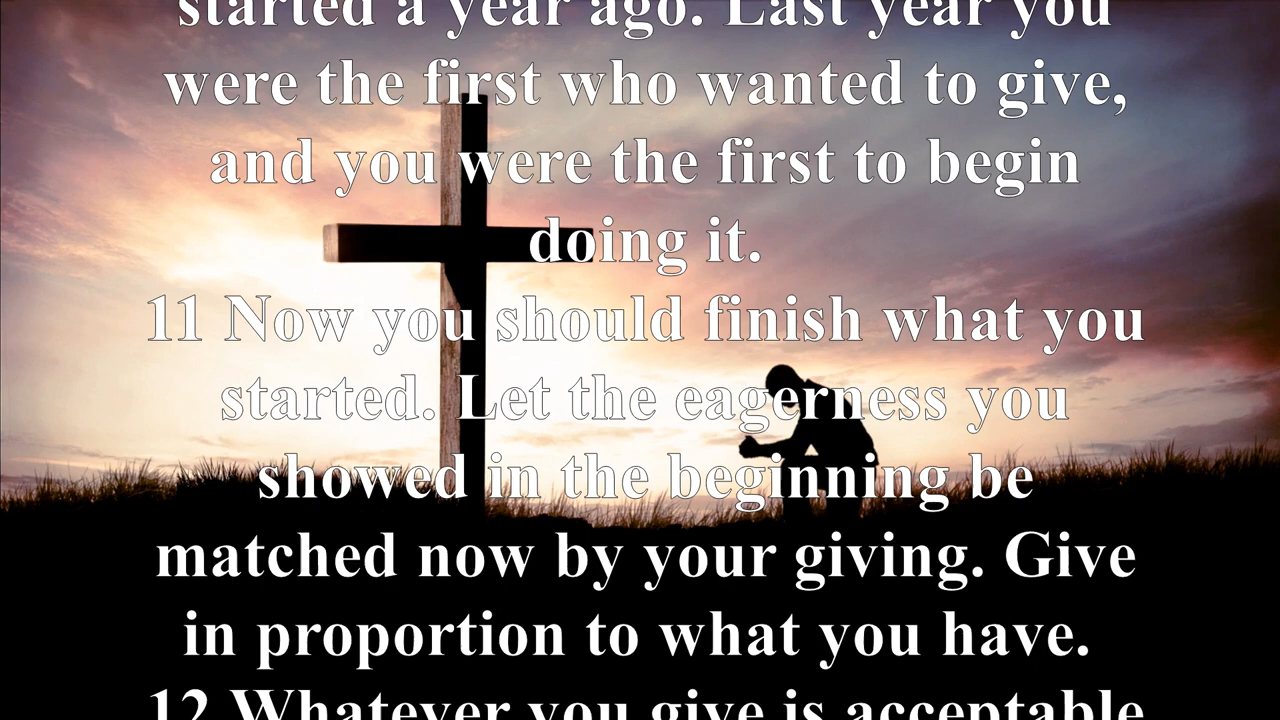 started a year ago. Last year you
were the first who wanted to give,
and you were the first to begin
doing it.
11 Now you should finish what you
started. Let the eagerness you
showed in the beginning be
matched now by your giving. Give
in proportion to what you have.
12 Whatever you give is acceptable